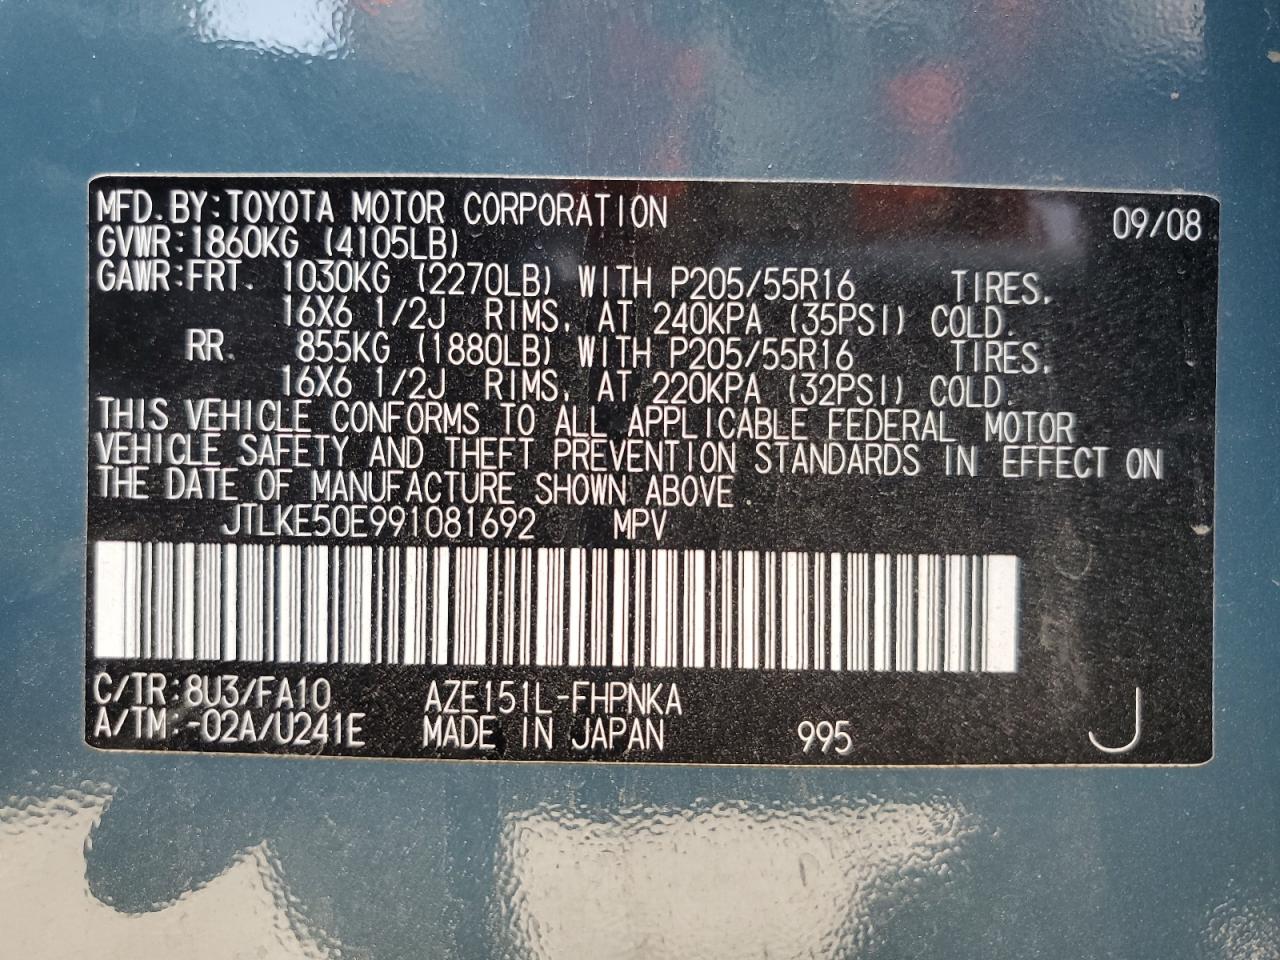 MFD. BY: TOYOTA MOTOR CORPORATION 09/08
GVWR: 1860KG (4105LB)
GAWR: FRT. 1030KG (2270LB) WITH P205/55R16 TIRES,
16X6 1/2J RIMS, AT 240KPA (35PSI) COLD.
RR. 855KG (1880LB) WITH P205/55R16 TIRES,
16X6 1/2J RIMS, AT 220KPA (32PSI) COLD.
THIS VEHICLE CONFORMS TO ALL APPLICABLE FEDERAL MOTOR
VEHICLE SAFETY AND THEFT PREVENTION STANDARDS IN EFFECT ON
THE DATE OF MANUFACTURE SHOWN ABOVE
JTLKE50E991081692 MPV
C/TR: 8U3/FA10 AZE151L-FHPNKA
A/TM: -02A/U241E MADE IN JAPAN 995 J